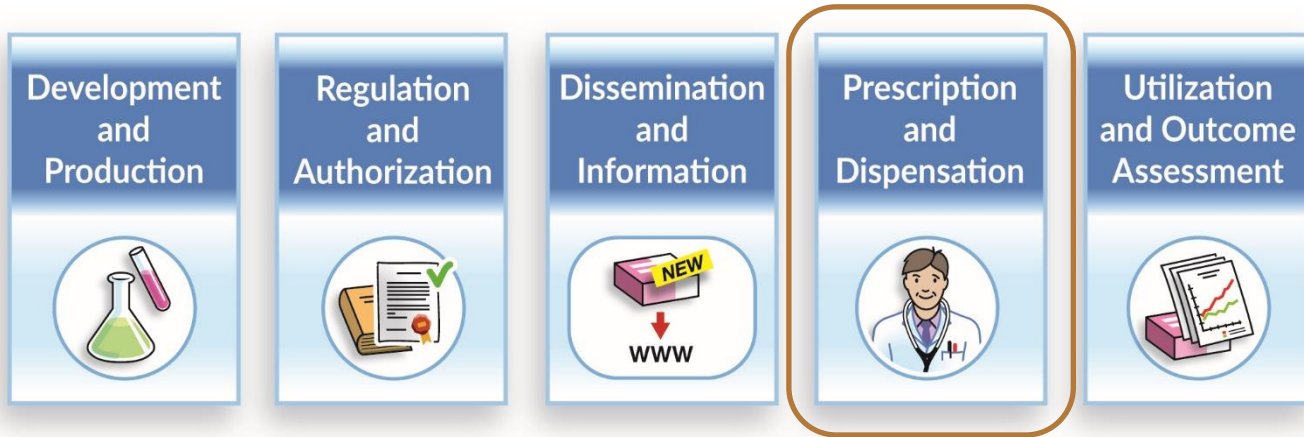 Development
and
Production
Regulation
and
Authorization
Dissemination
and
Information
NEW
WWW
Prescription
and
Dispensation
Utilization
and Outcome
Assessment